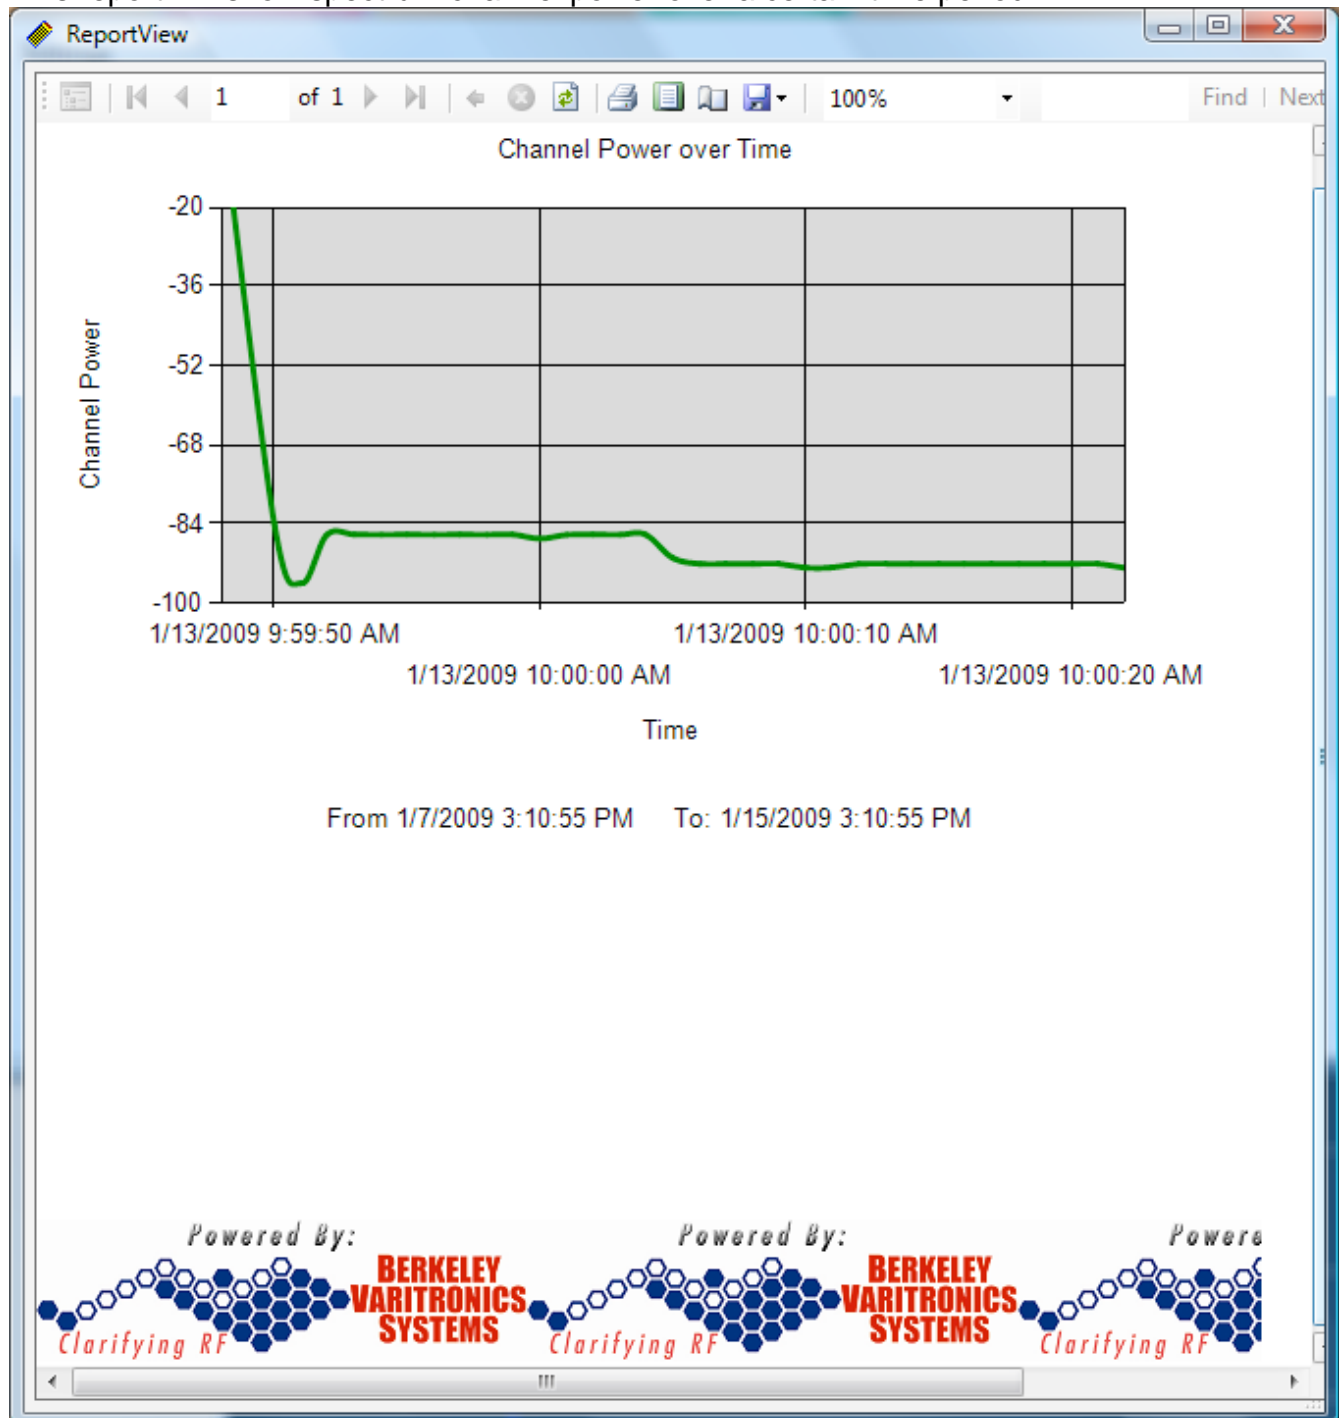 ReportView
1 of 1 100% Find | Next
Channel Power over Time
-20
-36
-52
-68
-84
-100
Channel Power
1/13/2009 9:59:50 AM 1/13/2009 10:00:10 AM
1/13/2009 10:00:00 AM 1/13/2009 10:00:20 AM
Time
From 1/7/2009 3:10:55 PM To: 1/15/2009 3:10:55 PM
Powered By: Powered By: Powere
BERKELEY BERKELEY
VARITRONICS VARITRONICS
SYSTEMS SYSTEMS
Clarifying RF Clarifying RF Clarifying RF